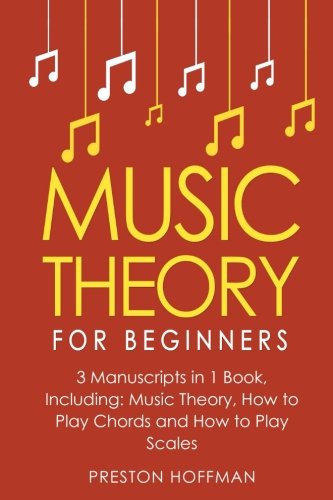 MUSIC
THEORY
FOR BEGINNERS
3 Manuscripts in 1 Book,
Including: Music Theory, How to
Play Chords and How to Play
Scales
PRESTON HOFFMAN